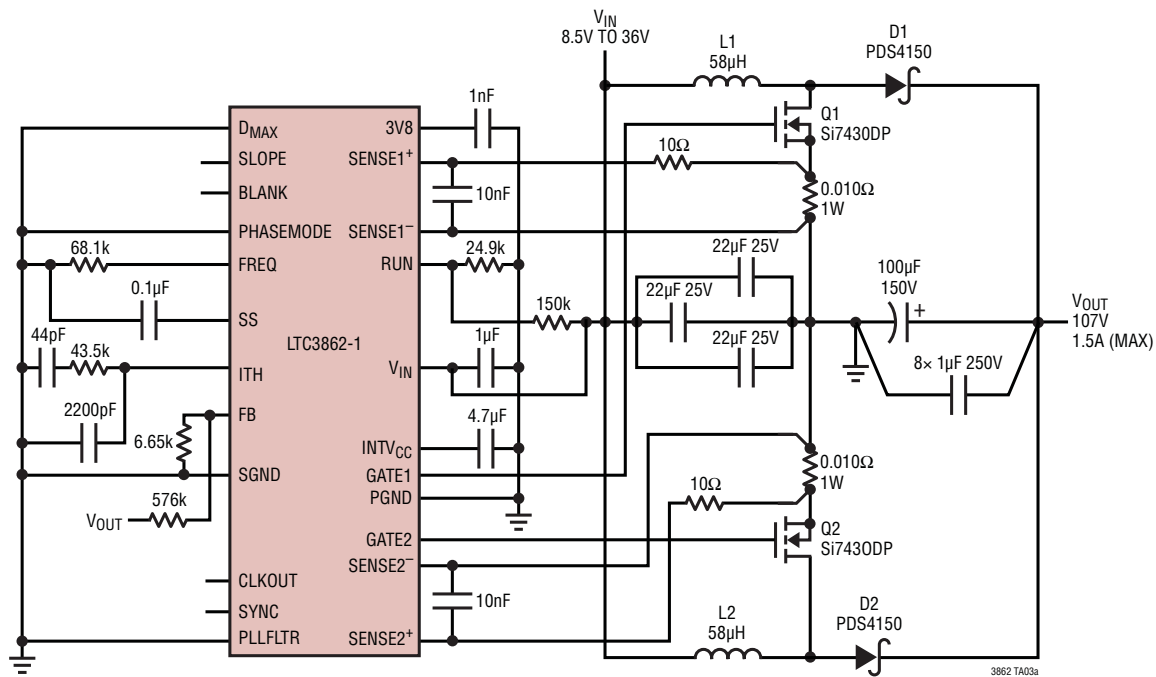 VIN
8.5V TO 36V
L1
58µH
D1
PDS4150
1nF
DMAX
3V8
Q1
Si7430DP
SLOPE
SENSE1+
10Ω
BLANK
10nF
0.010Ω
1W
PHASEMODE
SENSE1−
68.1k
FREQ
RUN
24.9k
22µF 25V
100µF
150V
+
0.1µF
SS
150k
22µF 25V
VOUT
107V
1.5A (MAX)
LTC3862-1
44pF
43.5k
ITH
VIN
1µF
22µF 25V
8× 1µF 250V
2200pF
FB
4.7µF
6.65k
INTVCC
SGND
GATE1
0.010Ω
1W
576k
PGND
10Ω
VOUT
GATE2
Q2
Si743ODP
SENSE2−
CLKOUT
10nF
SYNC
L2
58µH
D2
PDS4150
PLLFLTR
SENSE2+
3862 TA03a